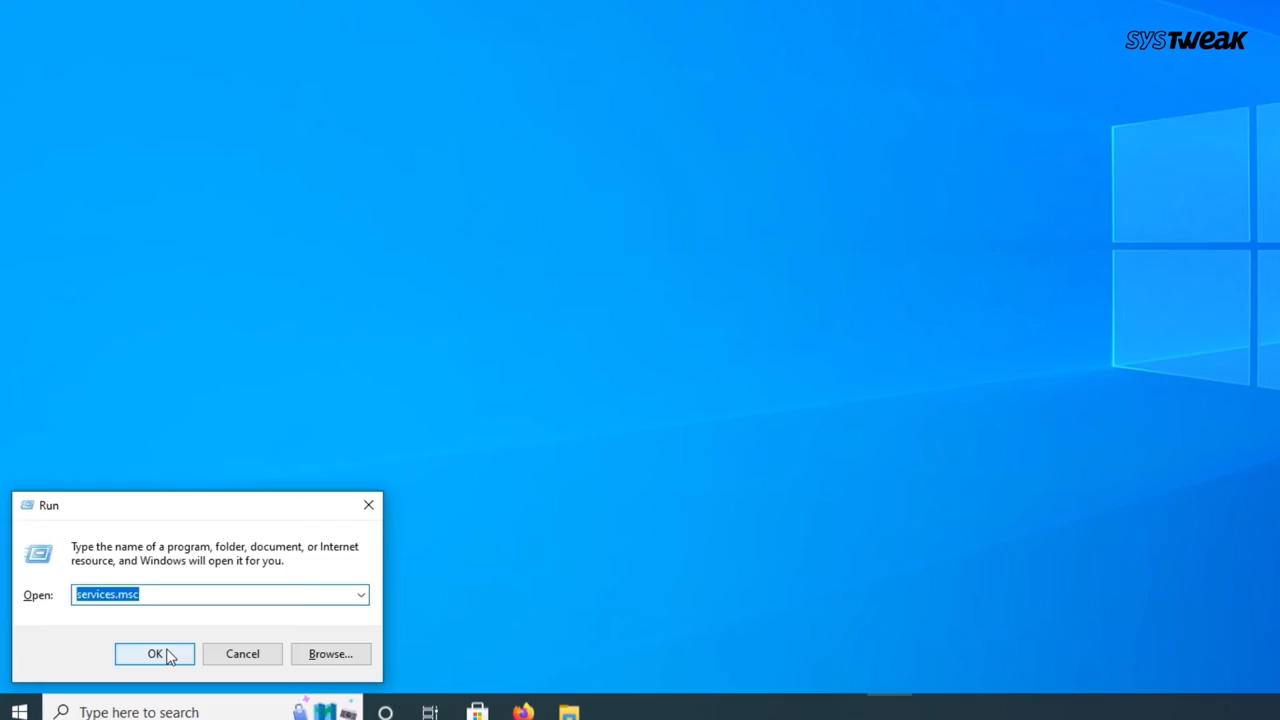 SYSTWEAK
Run
Type the name of a program, folder, document, or Internet
resource, and Windows will open it for you.
Open: services.msc
OK Cancel Browse...
Type here to search